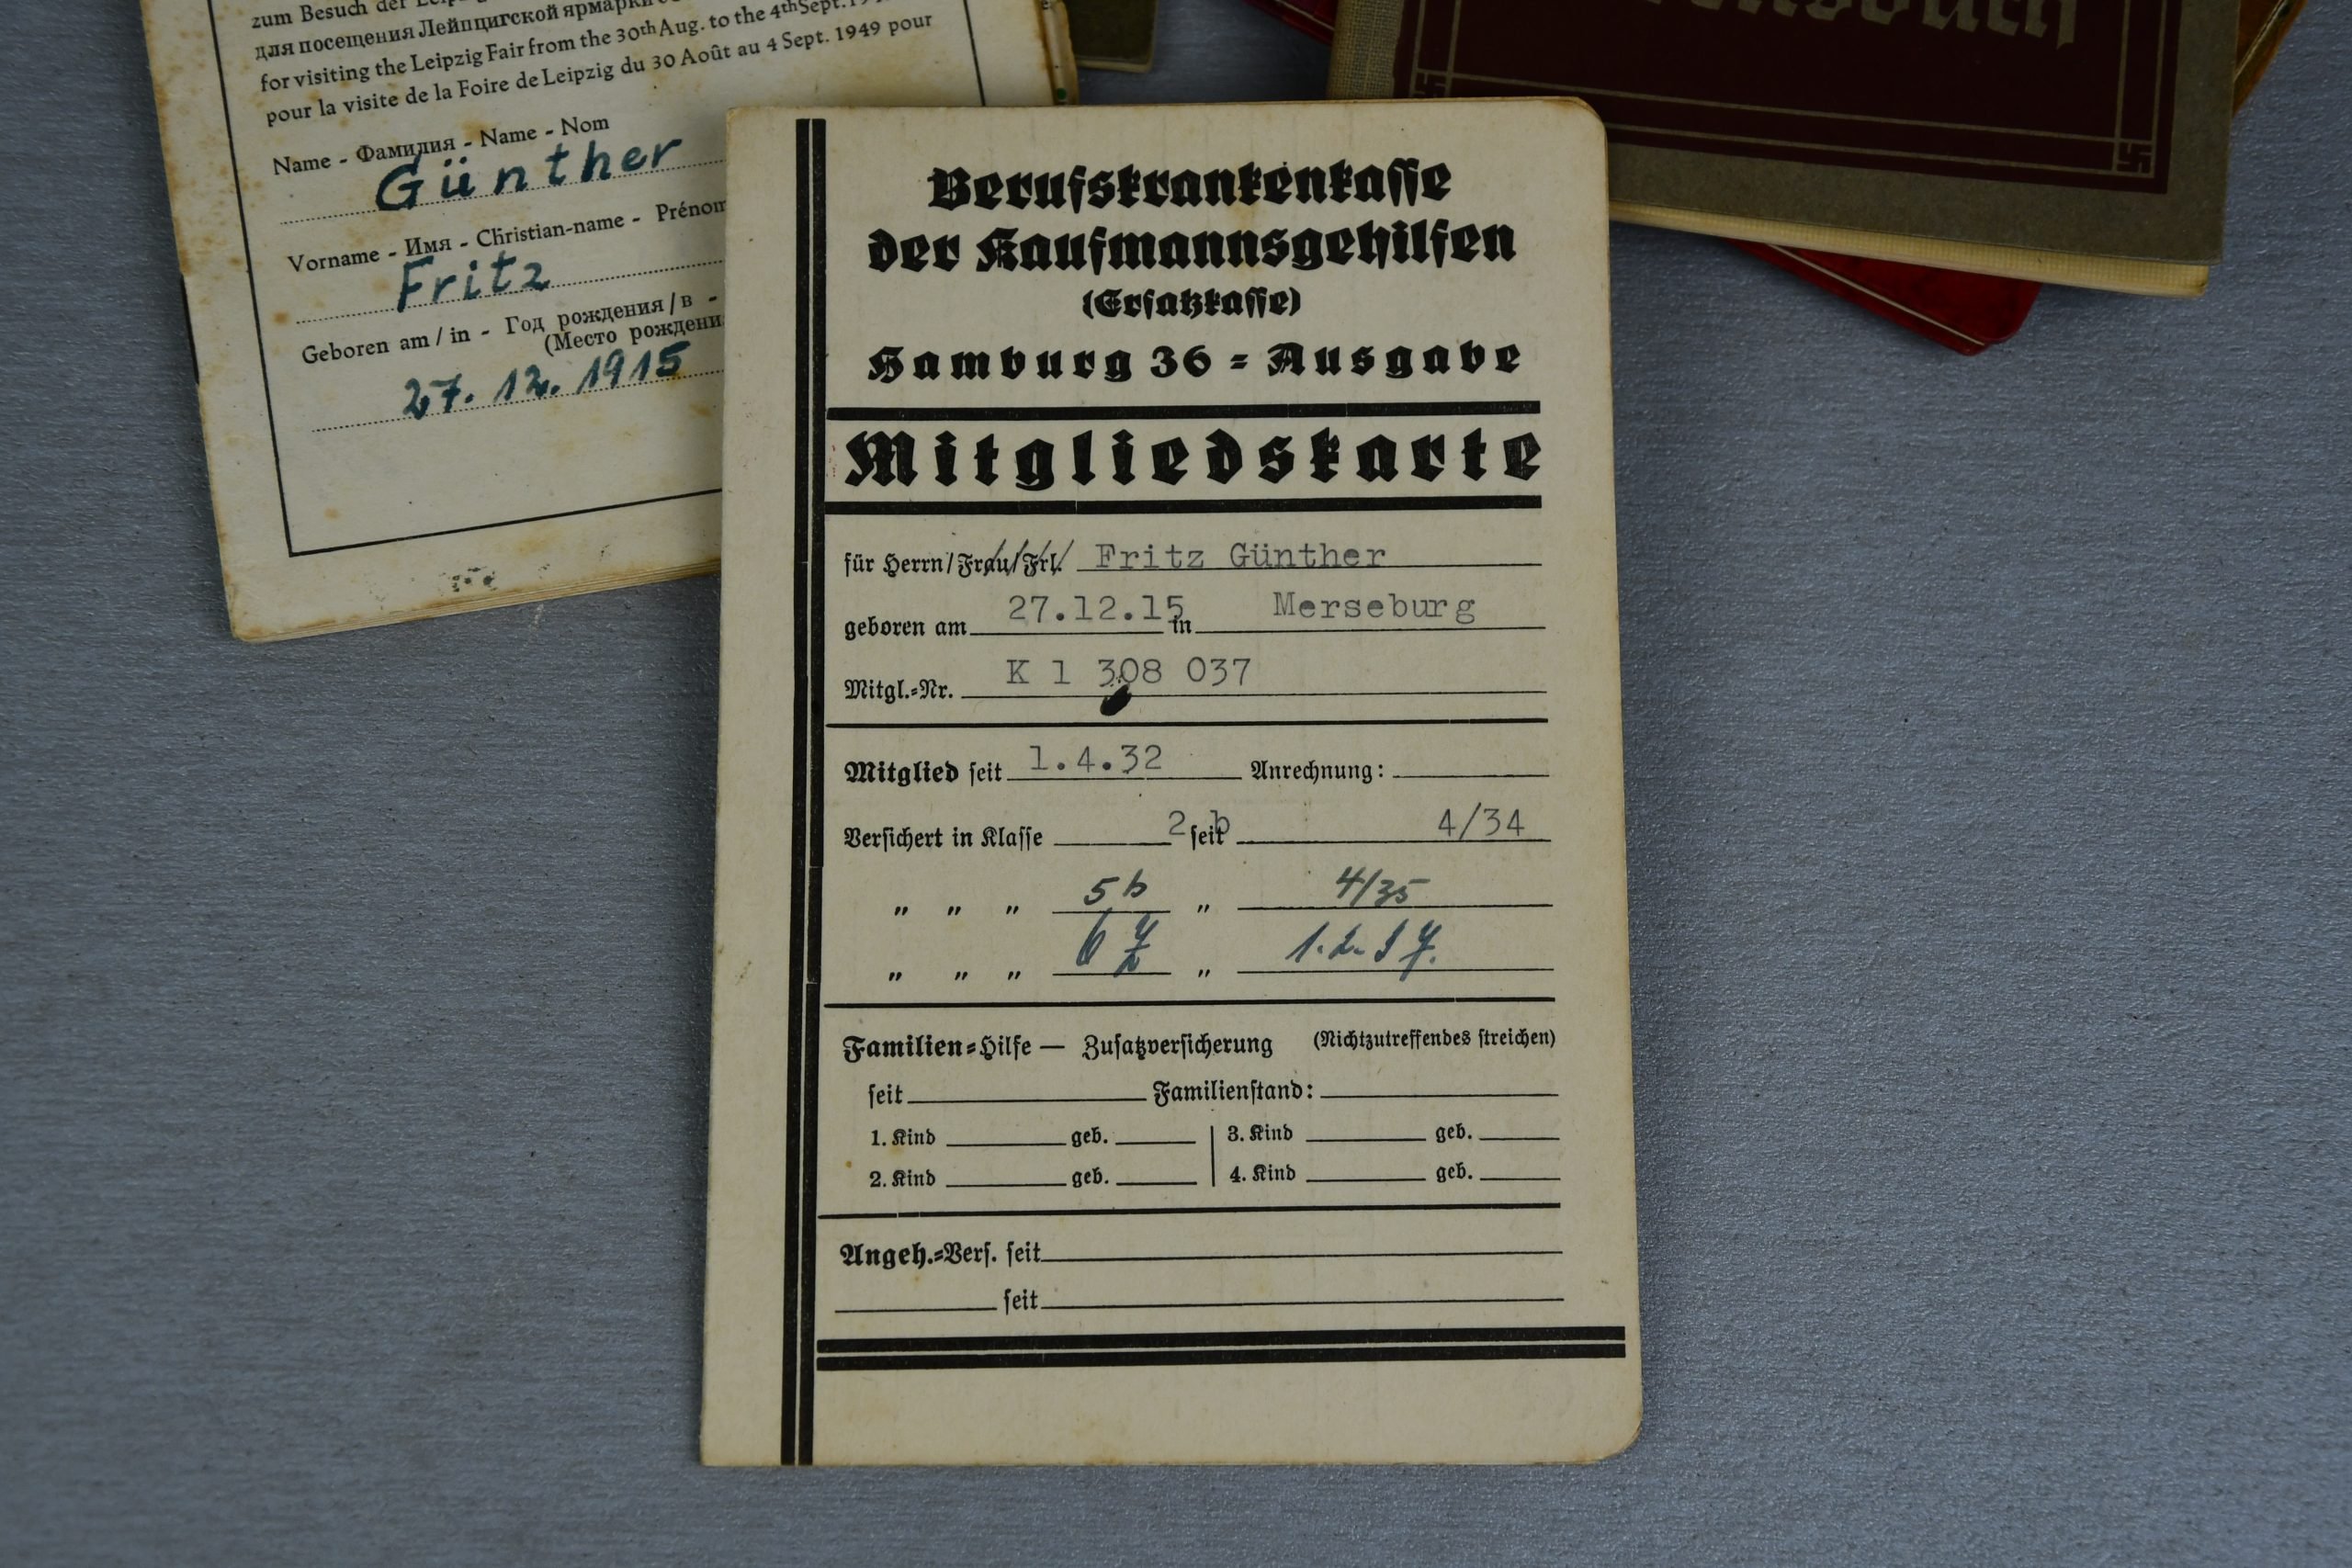 zum Besuch der
для посещения Лейпцигской ярмарки
for visiting the Leipzig Fair from the 30th Aug. to the 4th Sept.
pour la visite de la Foire de Leipzig du 30 Août au 4 Sept. 1949 pour
Name - Фамилия - Name - Nom
Günther
Vorname - Имя - Christian-name - Prénom
Fritz
Geboren am / in - Год рождения / в -
(Место рождени
27. 12. 1915
Berufskrankenkasse
der Kaufmannsgehilfen
(Ersatzkasse)
Hamburg 36 = Ausgabe
Mitgliedskarte
für Herrn/Frau/Frl. Fritz Günther
geboren am 27.12.15 in Merseburg
Mitgl.=Nr. K 1 308 037
Mitglied seit 1.4.32 Anrechnung:
Versichert in Klasse 2 b seit 4/34
" " " 5 b " 4/35
" " " 6 " 1.2.37.
Familien=Hilfe — Zusatzversicherung (Nichtzutreffendes streichen)
seit Familienstand:
1. Kind geb. 3. Kind geb.
2. Kind geb. 4. Kind geb.
Angeh.=Vers. seit
seit